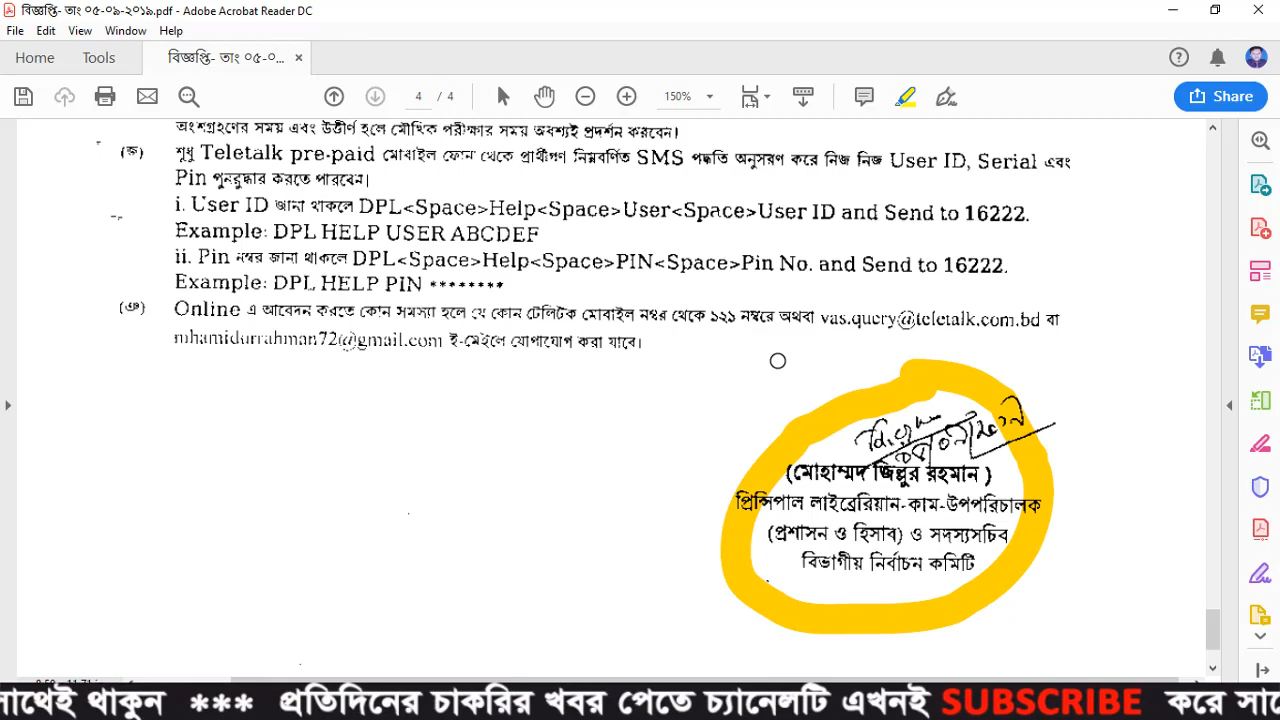 বিজ্ঞপ্তি- তাং ০৫-০৯-২০১৯.pdf - Adobe Acrobat Reader DC
File Edit View Window Help
Home Tools বিজ্ঞপ্তি- তাং ০৫-০... ×
4 / 4 150% Share
অংশগ্রহণের সময় এবং উত্তীর্ণ হলে মৌখিক পরীক্ষার সময় অবশ্যই প্রদর্শন করবেন।
(জ) শুধু Teletalk pre-paid মোবাইল ফোন থেকে প্রার্থীগণ নিম্নবর্ণিত SMS পদ্ধতি অনুসরণ করে নিজ নিজ User ID, Serial এবং
Pin পুনরুদ্ধার করতে পারবেন।
i. User ID জানা থাকলে DPL<Space>Help<Space>User<Space>User ID and Send to 16222.
Example: DPL HELP USER ABCDEF
ii. Pin নম্বর জানা থাকলে DPL<Space>Help<Space>PIN<Space>Pin No. and Send to 16222.
Example: DPL HELP PIN ********
(ঝ) Online এ আবেদন করতে কোন সমস্যা হলে যে কোন টেলিটক মোবাইল নম্বর থেকে ১২১ নম্বরে অথবা vas.query@teletalk.com.bd বা
mhamidurrahman72@gmail.com ই-মেইলে যোগাযোগ করা যাবে।
(মোহাম্মদ জিল্লুর রহমান )
প্রিন্সিপাল লাইব্রেরিয়ান-কাম-উপপরিচালক
(প্রশাসন ও হিসাব) ও সদস্যসচিব
বিভাগীয় নির্বাচন কমিটি
সাথেই থাকুন *** প্রতিদিনের চাকরির খবর পেতে চ্যানেলটি এখনই SUBSCRIBE করে সা